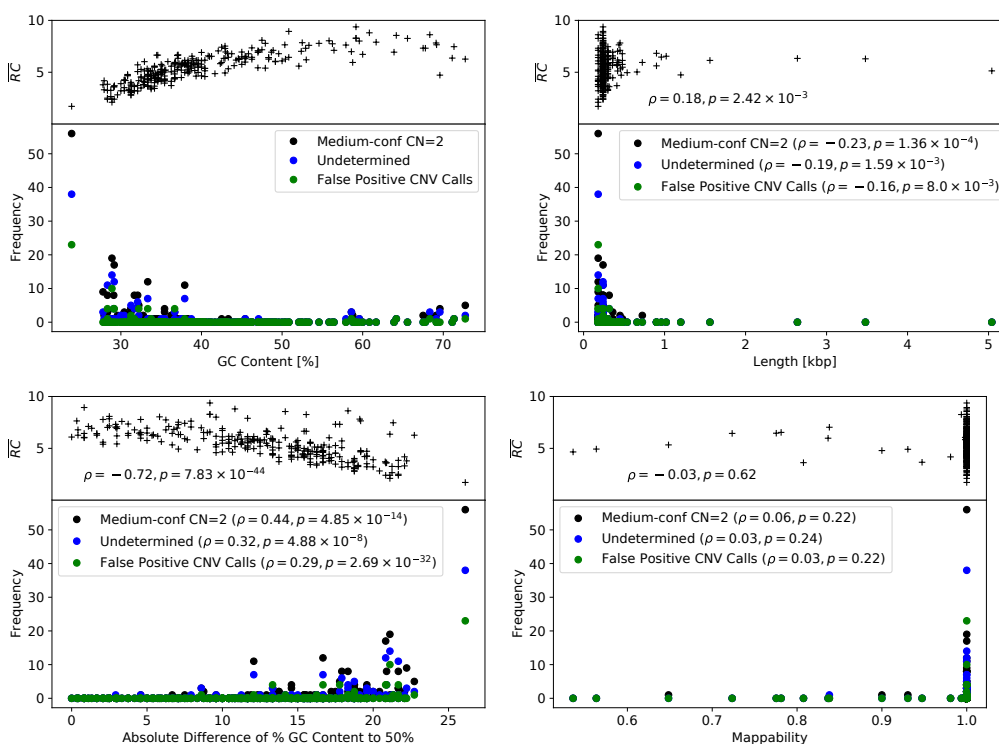 10
5
RC
50
40
30
20
10
0
Frequency
Medium-conf CN=2
Undetermined
False Positive CNV Calls
30 40 50 60 70
GC Content [%]
10
5
RC
ρ = 0.18, p = 2.42 × 10⁻³
50
40
30
20
10
0
Frequency
Medium-conf CN=2 (ρ = −0.23, p = 1.36 × 10⁻⁴)
Undetermined (ρ = −0.19, p = 1.59 × 10⁻³)
False Positive CNV Calls (ρ = −0.16, p = 8.0 × 10⁻³)
0 1 2 3 4 5
Length [kbp]
10
5
RC
ρ = −0.72, p = 7.83 × 10⁻⁴⁴
50
40
30
20
10
0
Frequency
Medium-conf CN=2 (ρ = 0.44, p = 4.85 × 10⁻¹⁴)
Undetermined (ρ = 0.32, p = 4.88 × 10⁻⁸)
False Positive CNV Calls (ρ = 0.29, p = 2.69 × 10⁻³²)
0 5 10 15 20 25
Absolute Difference of % GC Content to 50%
10
5
RC
ρ = −0.03, p = 0.62
50
40
30
20
10
0
Frequency
Medium-conf CN=2 (ρ = 0.06, p = 0.22)
Undetermined (ρ = 0.03, p = 0.24)
False Positive CNV Calls (ρ = 0.03, p = 0.22)
0.6 0.7 0.8 0.9 1.0
Mappability